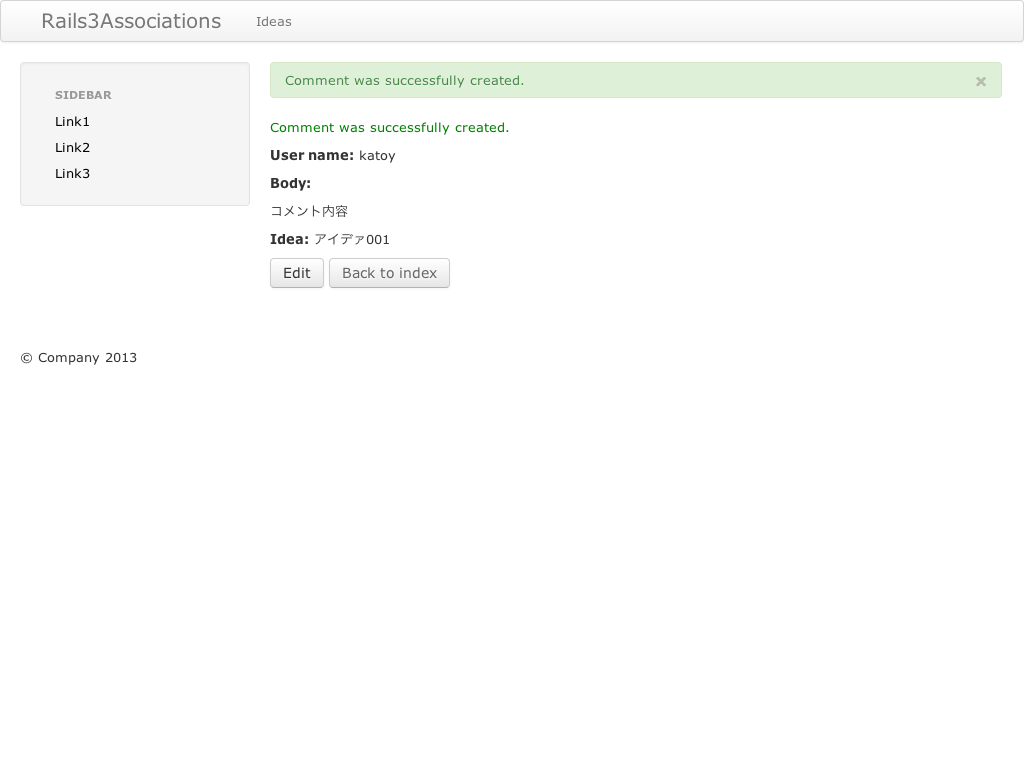 Rails3Associations Ideas
SIDEBAR
Link1
Link2
Link3
Comment was successfully created. ×
Comment was successfully created.
User name: katoy
Body:
コメント内容
Idea: アイデァ001
Edit Back to index
© Company 2013